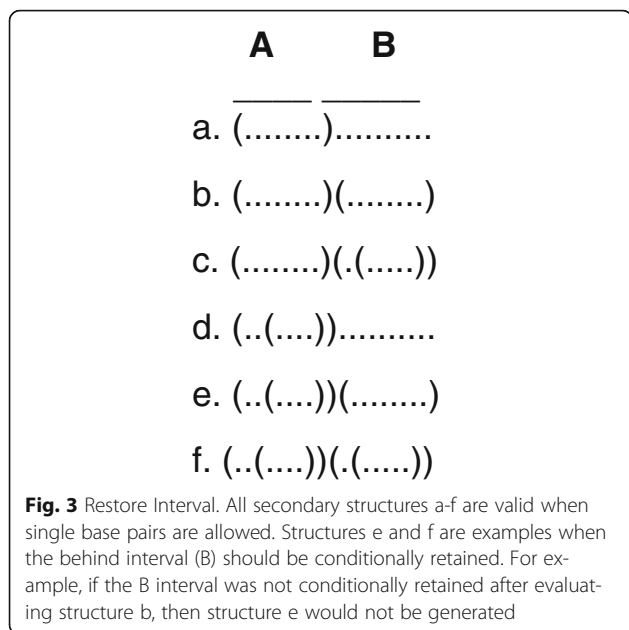 A B
____ _____
a. (........)..........
b. (........)(........)
c. (........)(.(.....))
d. (..(....))..........
e. (..(....))(........)
f. (..(....))(.(.....))
Fig. 3 Restore Interval. All secondary structures a-f are valid when
single base pairs are allowed. Structures e and f are examples when
the behind interval (B) should be conditionally retained. For ex-
ample, if the B interval was not conditionally retained after evaluat-
ing structure b, then structure e would not be generated